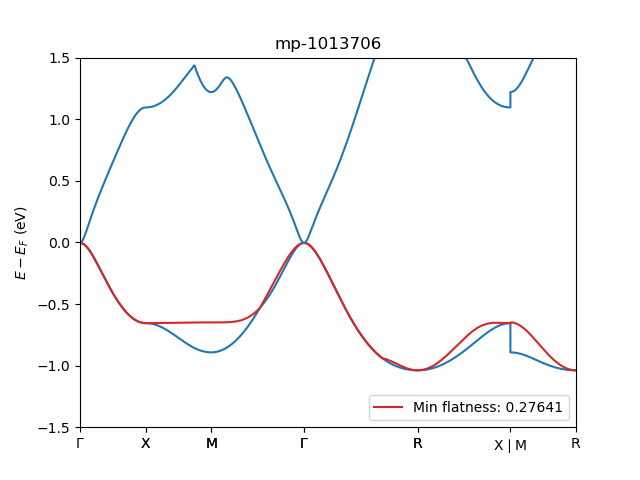 mp-1013706
1.5
1.0
0.5
0.0
−0.5
−1.0
−1.5
E − E_F (eV)
Min flatness: 0.27641
Γ X M Γ R X | M R